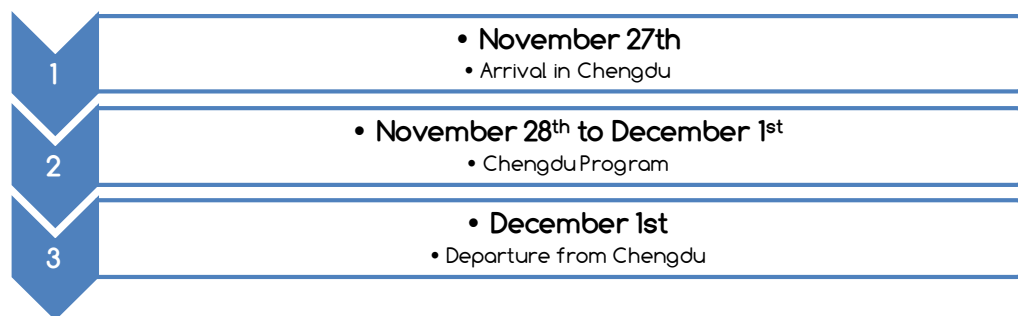 1
• November 27th
• Arrival in Chengdu
2
• November 28th to December 1st
• Chengdu Program
3
• December 1st
• Departure from Chengdu